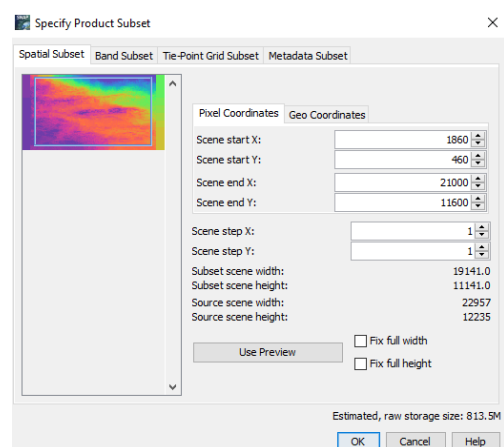 Specify Product Subset
Spatial Subset Band Subset Tie-Point Grid Subset Metadata Subset
Pixel Coordinates Geo Coordinates
Scene start X: 1860
Scene start Y: 460
Scene end X: 21000
Scene end Y: 11600
Scene step X: 1
Scene step Y: 1
Subset scene width: 19141.0
Subset scene height: 11141.0
Source scene width: 22957
Source scene height: 12235
Use Preview
Fix full width
Fix full height
Estimated, raw storage size: 813.5M
OK Cancel Help